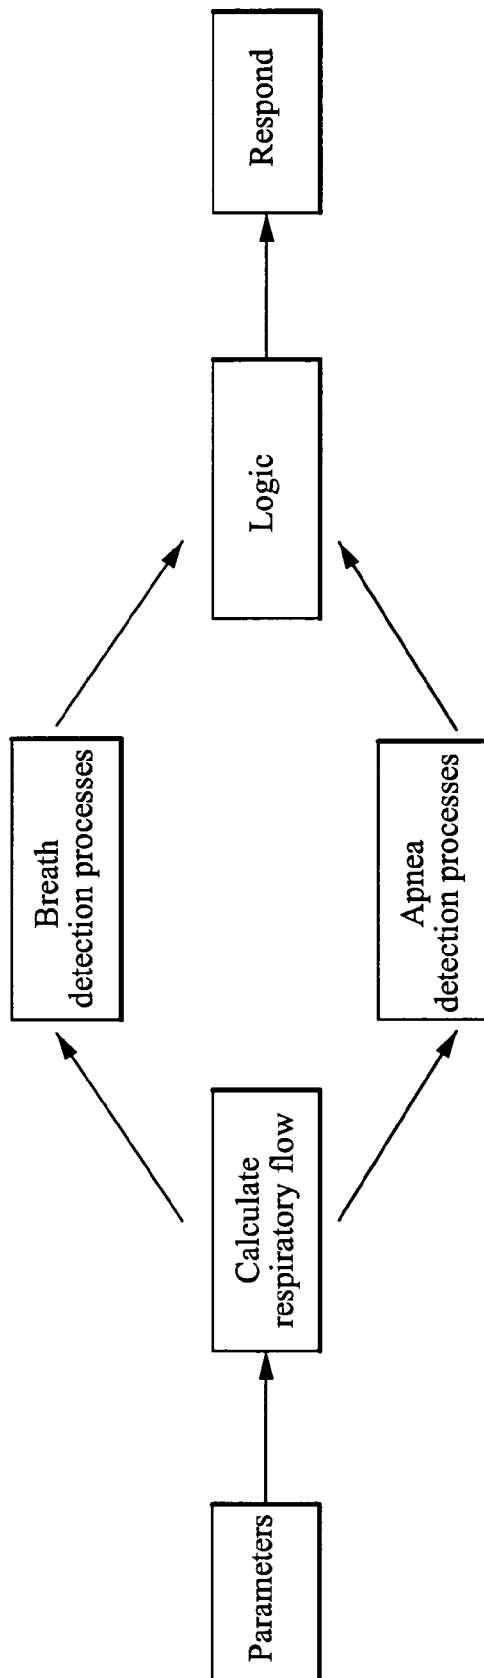 Parameters
Calculate
respiratory flow
Breath
detection processes
Apnea
detection processes
Logic
Respond